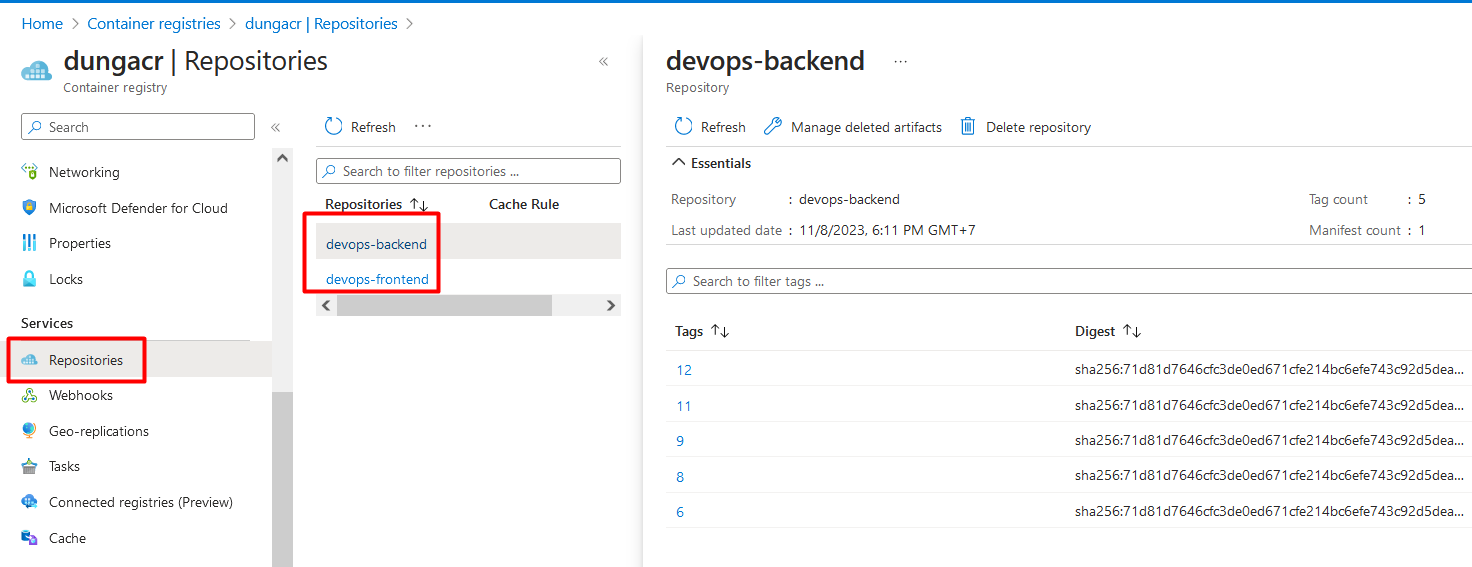 Home > Container registries > dungacr | Repositories >
dungacr | Repositories
Container registry
Search
Networking
Microsoft Defender for Cloud
Properties
Locks
Services
Repositories
Webhooks
Geo-replications
Tasks
Connected registries (Preview)
Cache
Refresh ...
Search to filter repositories ...
Repositories ↑↓ Cache Rule
devops-backend
devops-frontend
devops-backend ...
Repository
Refresh Manage deleted artifacts Delete repository
Essentials
Repository : devops-backend Tag count : 5
Last updated date : 11/8/2023, 6:11 PM GMT+7 Manifest count : 1
Search to filter tags ...
Tags ↑↓ Digest ↑↓
12 sha256:71d81d7646cfc3de0ed671cfe214bc6efe743c92d5dea...
11 sha256:71d81d7646cfc3de0ed671cfe214bc6efe743c92d5dea...
9 sha256:71d81d7646cfc3de0ed671cfe214bc6efe743c92d5dea...
8 sha256:71d81d7646cfc3de0ed671cfe214bc6efe743c92d5dea...
6 sha256:71d81d7646cfc3de0ed671cfe214bc6efe743c92d5dea...